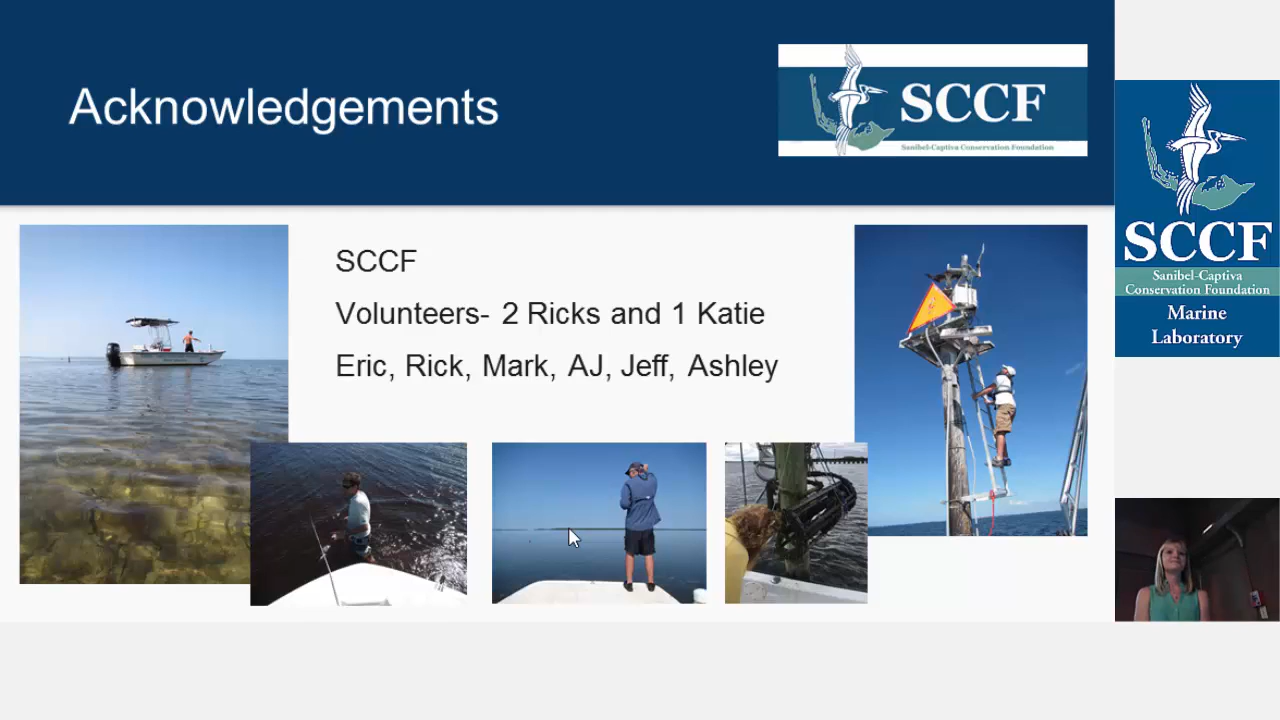 Acknowledgements
SCCF
Sanibel-Captiva Conservation Foundation
SCCF
Volunteers- 2 Ricks and 1 Katie
Eric, Rick, Mark, AJ, Jeff, Ashley
SCCF
Sanibel-Captiva
Conservation Foundation
Marine
Laboratory